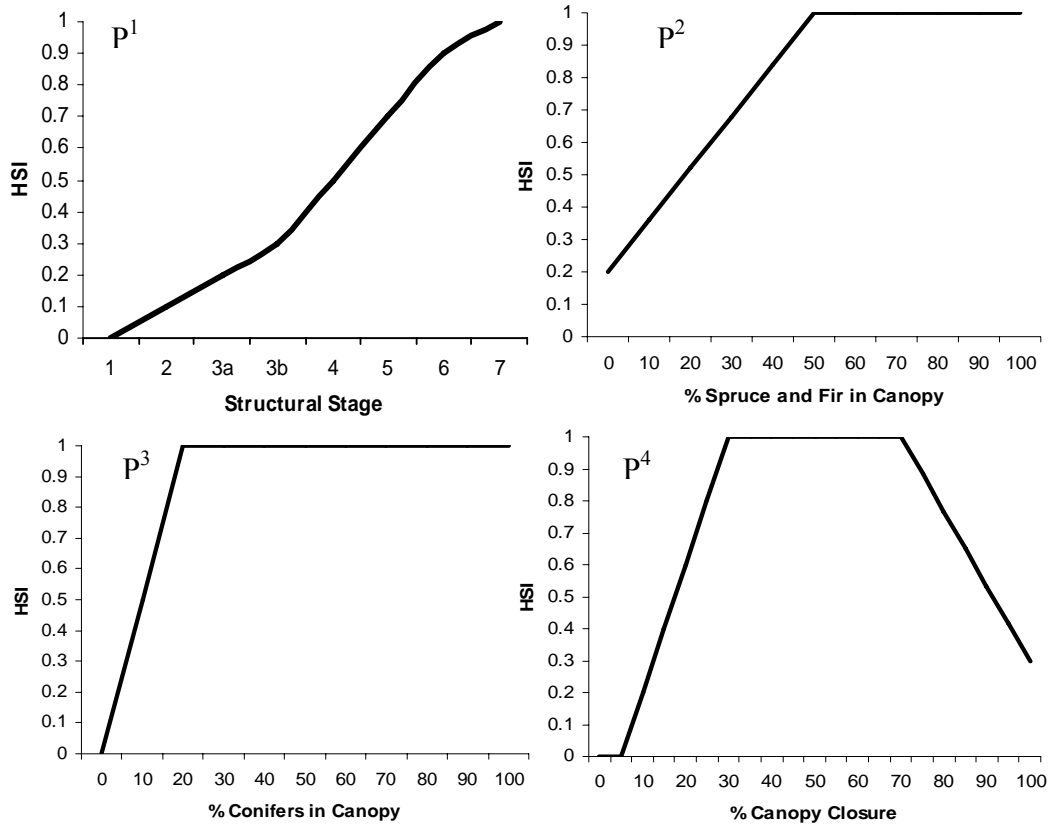 P1
1
0.9
0.8
0.7
0.6
0.5
0.4
0.3
0.2
0.1
0
HSI
1 2 3a 3b 4 5 6 7
Structural Stage
P2
1
0.9
0.8
0.7
0.6
0.5
0.4
0.3
0.2
0.1
0
HSI
0 10 20 30 40 50 60 70 80 90 100
% Spruce and Fir in Canopy
P3
1
0.9
0.8
0.7
0.6
0.5
0.4
0.3
0.2
0.1
0
HSI
0 10 20 30 40 50 60 70 80 90 100
% Conifers in Canopy
P4
1
0.9
0.8
0.7
0.6
0.5
0.4
0.3
0.2
0.1
0
HSI
0 10 20 30 40 50 60 70 80 90 100
% Canopy Closure